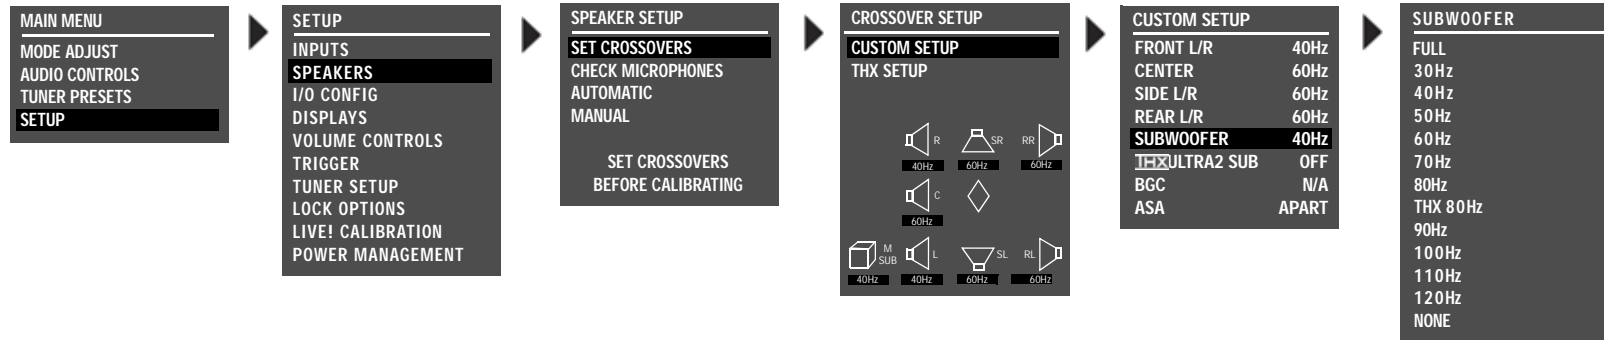 MAIN MENU
MODE ADJUST
AUDIO CONTROLS
TUNER PRESETS
SETUP
SETUP
INPUTS
SPEAKERS
I/O CONFIG
DISPLAYS
VOLUME CONTROLS
TRIGGER
TUNER SETUP
LOCK OPTIONS
LIVE! CALIBRATION
POWER MANAGEMENT
SPEAKER SETUP
SET CROSSOVERS
CHECK MICROPHONES
AUTOMATIC
MANUAL
SET CROSSOVERS
BEFORE CALIBRATING
CROSSOVER SETUP
CUSTOM SETUP
THX SETUP
R SR RR
40Hz 60Hz 60Hz
C
60Hz
M SUB L SL RL
40Hz 40Hz 60Hz 60Hz
CUSTOM SETUP
FRONT L/R 40Hz
CENTER 60Hz
SIDE L/R 60Hz
REAR L/R 60Hz
SUBWOOFER 40Hz
THX ULTRA2 SUB OFF
BGC N/A
ASA APART
SUBWOOFER
FULL
30Hz
40Hz
50Hz
60Hz
70Hz
80Hz
THX 80Hz
90Hz
100Hz
110Hz
120Hz
NONE